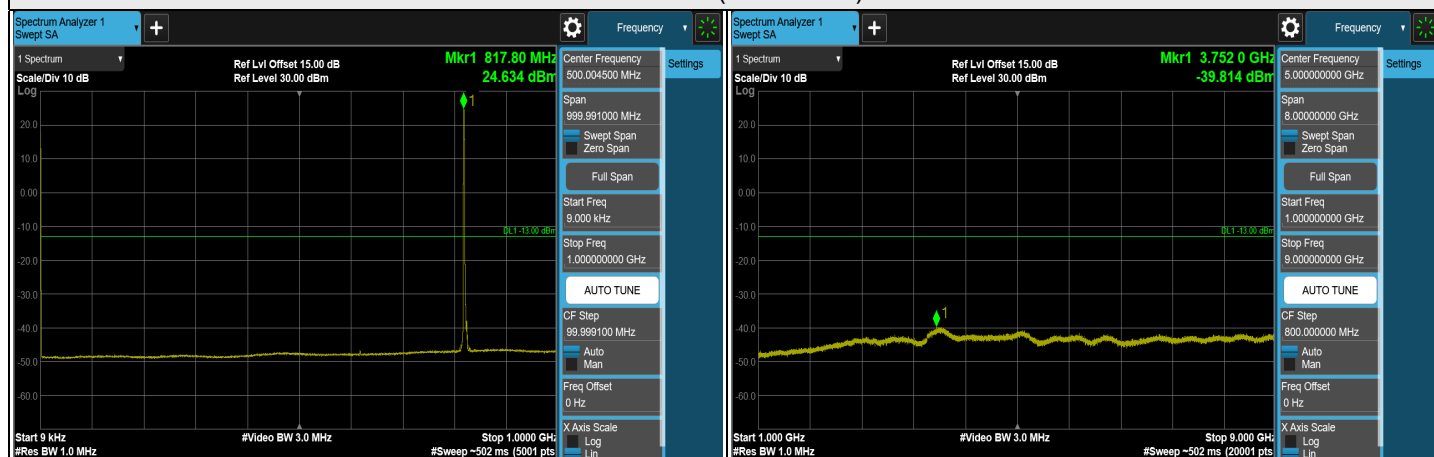 Spectrum Analyzer 1
Swept SA
+
Frequency
1 Spectrum
Scale/Div 10 dB
Log
Ref Lvl Offset 15.00 dB
Ref Level 30.00 dBm
Mkr1 817.80 MHz
24.634 dBm
1
20.0
10.0
0.00
-10.0
-20.0
-30.0
-40.0
-50.0
-60.0
DL1 -13.00 dBm
Start 9 kHz
#Res BW 1.0 MHz
#Video BW 3.0 MHz
Stop 1.0000 GHz
#Sweep ~502 ms (5001 pts
Center Frequency
500.004500 MHz
Settings
Span
999.991000 MHz
Swept Span
Zero Span
Full Span
Start Freq
9.000 kHz
Stop Freq
1.000000000 GHz
AUTO TUNE
CF Step
99.999100 MHz
Auto
Man
Freq Offset
0 Hz
X Axis Scale
Log
Lin
Spectrum Analyzer 1
Swept SA
+
Frequency
1 Spectrum
Scale/Div 10 dB
Log
Ref Lvl Offset 15.00 dB
Ref Level 30.00 dBm
Mkr1 3.752 0 GHz
-39.814 dBm
1
20.0
10.0
0.00
-10.0
-20.0
-30.0
-40.0
-50.0
-60.0
DL1 -13.00 dBm
Start 1.000 GHz
#Res BW 1.0 MHz
#Video BW 3.0 MHz
Stop 9.000 GHz
#Sweep ~502 ms (20001 pts
Center Frequency
5.000000000 GHz
Settings
Span
8.00000000 GHz
Swept Span
Zero Span
Full Span
Start Freq
1.000000000 GHz
Stop Freq
9.000000000 GHz
AUTO TUNE
CF Step
800.000000 MHz
Auto
Man
Freq Offset
0 Hz
X Axis Scale
Log
Lin